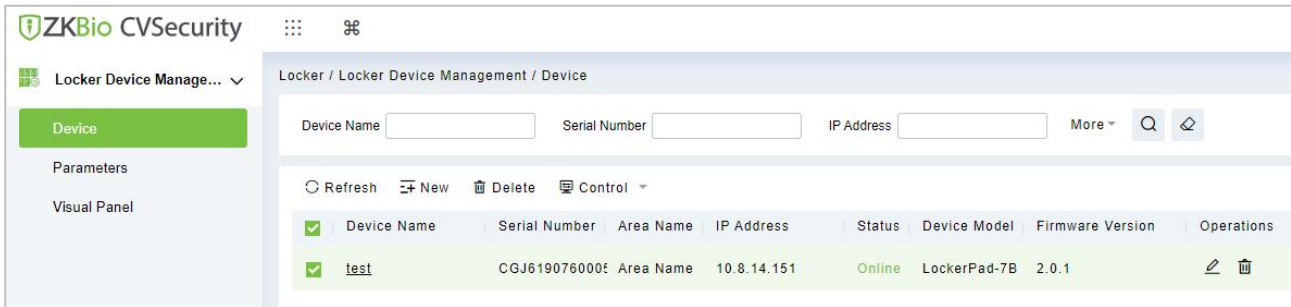 ZKBio CVSecurity
Locker Device Manage...
Locker / Locker Device Management / Device
Device
Parameters
Visual Panel
Device Name Serial Number IP Address More
Refresh New Delete Control
Device Name Serial Number Area Name IP Address Status Device Model Firmware Version Operations
test CGJ619076000 Area Name 10.8.14.151 Online LockerPad-7B 2.0.1